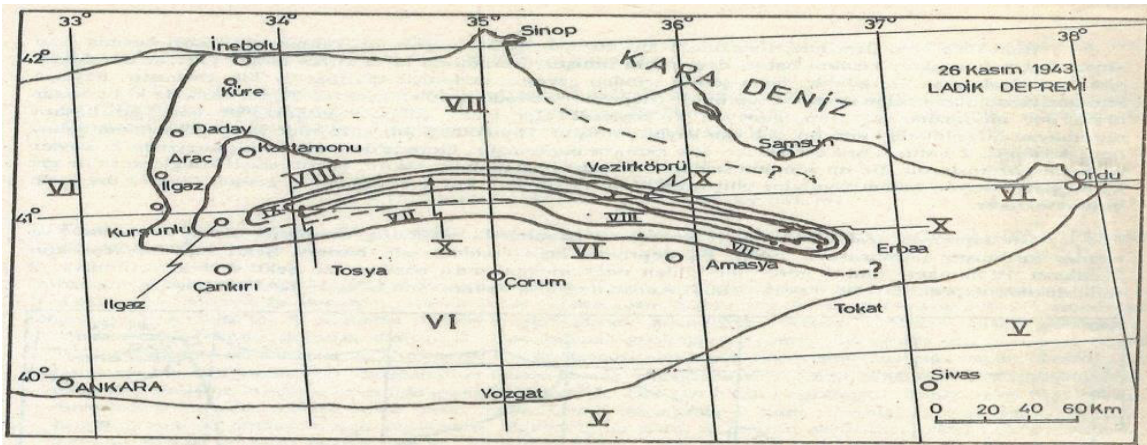 33° 34° 35° 36° 37° 38°
Sinop
42° İnebolu
KARA DENİZ
26 Kasım 1943
LADİK DEPREMİ
Küre
VII
Daday
Kastamonu
Samsun
Araç
Vezirköprü
X
?
Ordu
VI
VIII
VI
Ilgaz
41°
IX
Kurşunlu
VII
VIII
X
X
VI
VII
Erbaa
Amasya
?
Tosya
Çorum
Çankırı
Ilgaz
Tokat
VI
V
40°
ANKARA
Sivas
Yozgat
V
0 20 40 60 Km